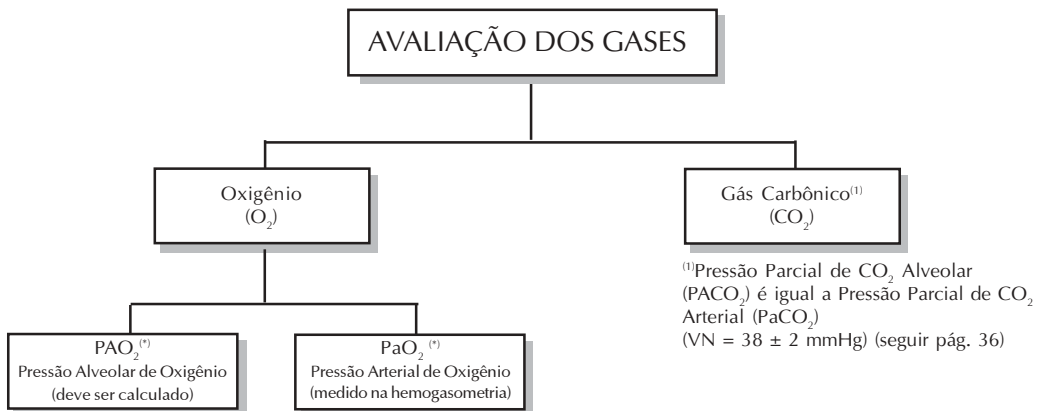 AVALIAÇÃO DOS GASES
Oxigênio
(O₂)
Gás Carbônico⁽¹⁾
(CO₂)
⁽¹⁾Pressão Parcial de CO₂ Alveolar
(PACO₂) é igual a Pressão Parcial de CO₂
Arterial (PaCO₂)
(VN = 38 ± 2 mmHg) (seguir pág. 36)
PAO₂⁽*⁾
Pressão Alveolar de Oxigênio
(deve ser calculado)
PaO₂ ⁽*⁾
Pressão Arterial de Oxigênio
(medido na hemogasometria)